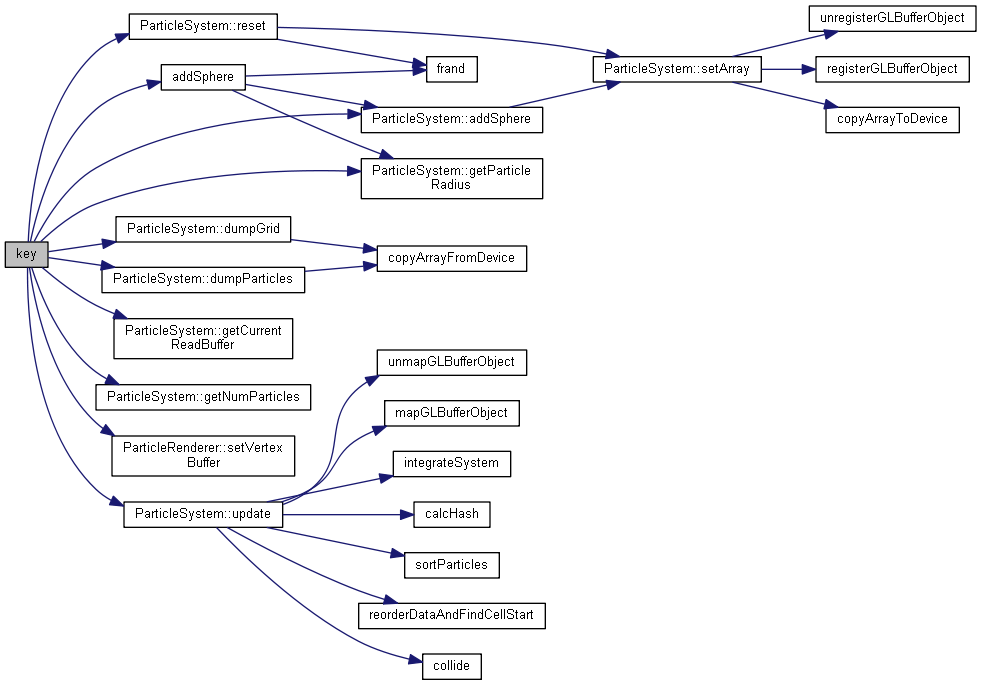 key
ParticleSystem::reset
addSphere
frand
ParticleSystem::addSphere
ParticleSystem::getParticle
Radius
ParticleSystem::setArray
unregisterGLBufferObject
registerGLBufferObject
copyArrayToDevice
ParticleSystem::dumpGrid
ParticleSystem::dumpParticles
copyArrayFromDevice
ParticleSystem::getCurrent
ReadBuffer
ParticleSystem::getNumParticles
ParticleRenderer::setVertex
Buffer
ParticleSystem::update
unmapGLBufferObject
mapGLBufferObject
integrateSystem
calcHash
sortParticles
reorderDataAndFindCellStart
collide